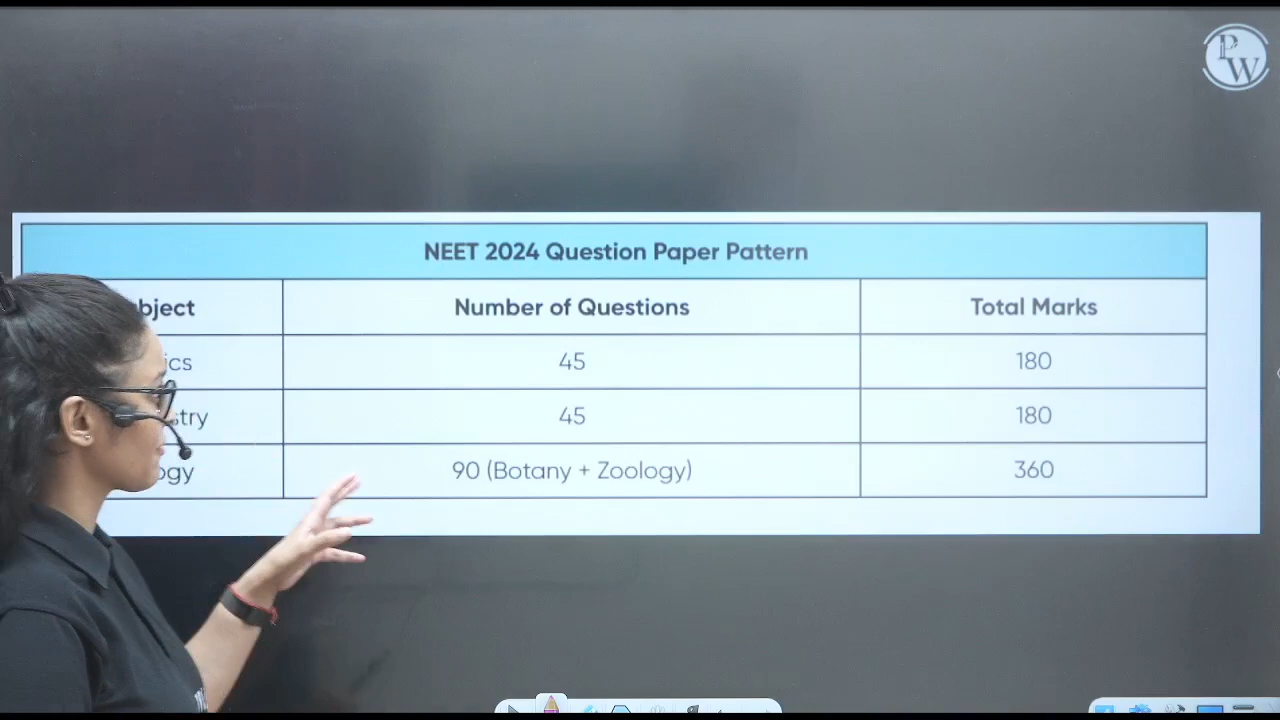 PW
NEET 2024 Question Paper Pattern
bject Number of Questions Total Marks
ics 45 180
stry 45 180
ogy 90 (Botany + Zoology) 360